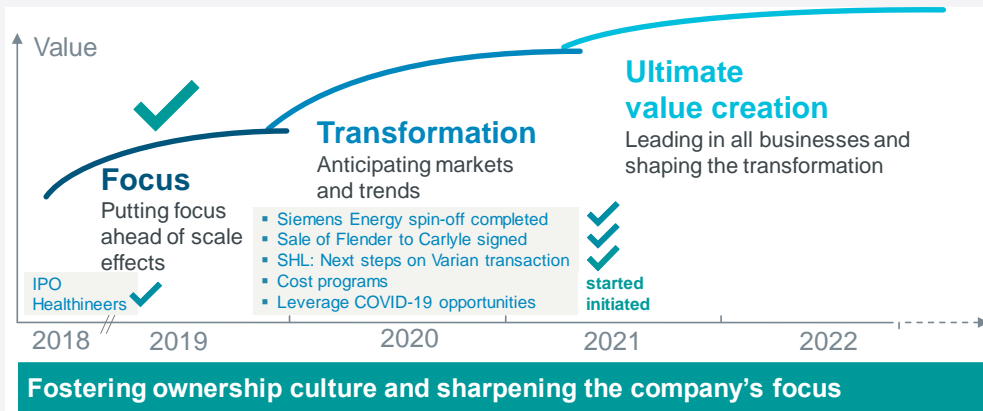 Value
Focus
Putting focus
ahead of scale
effects
IPO
Healthineers
Transformation
Anticipating markets
and trends
▪ Siemens Energy spin-off completed
▪ Sale of Flender to Carlyle signed
▪ SHL: Next steps on Varian transaction
▪ Cost programs
▪ Leverage COVID-19 opportunities
started
initiated
Ultimate
value creation
Leading in all businesses and
shaping the transformation
2018 2019 2020 2021 2022
Fostering ownership culture and sharpening the company’s focus